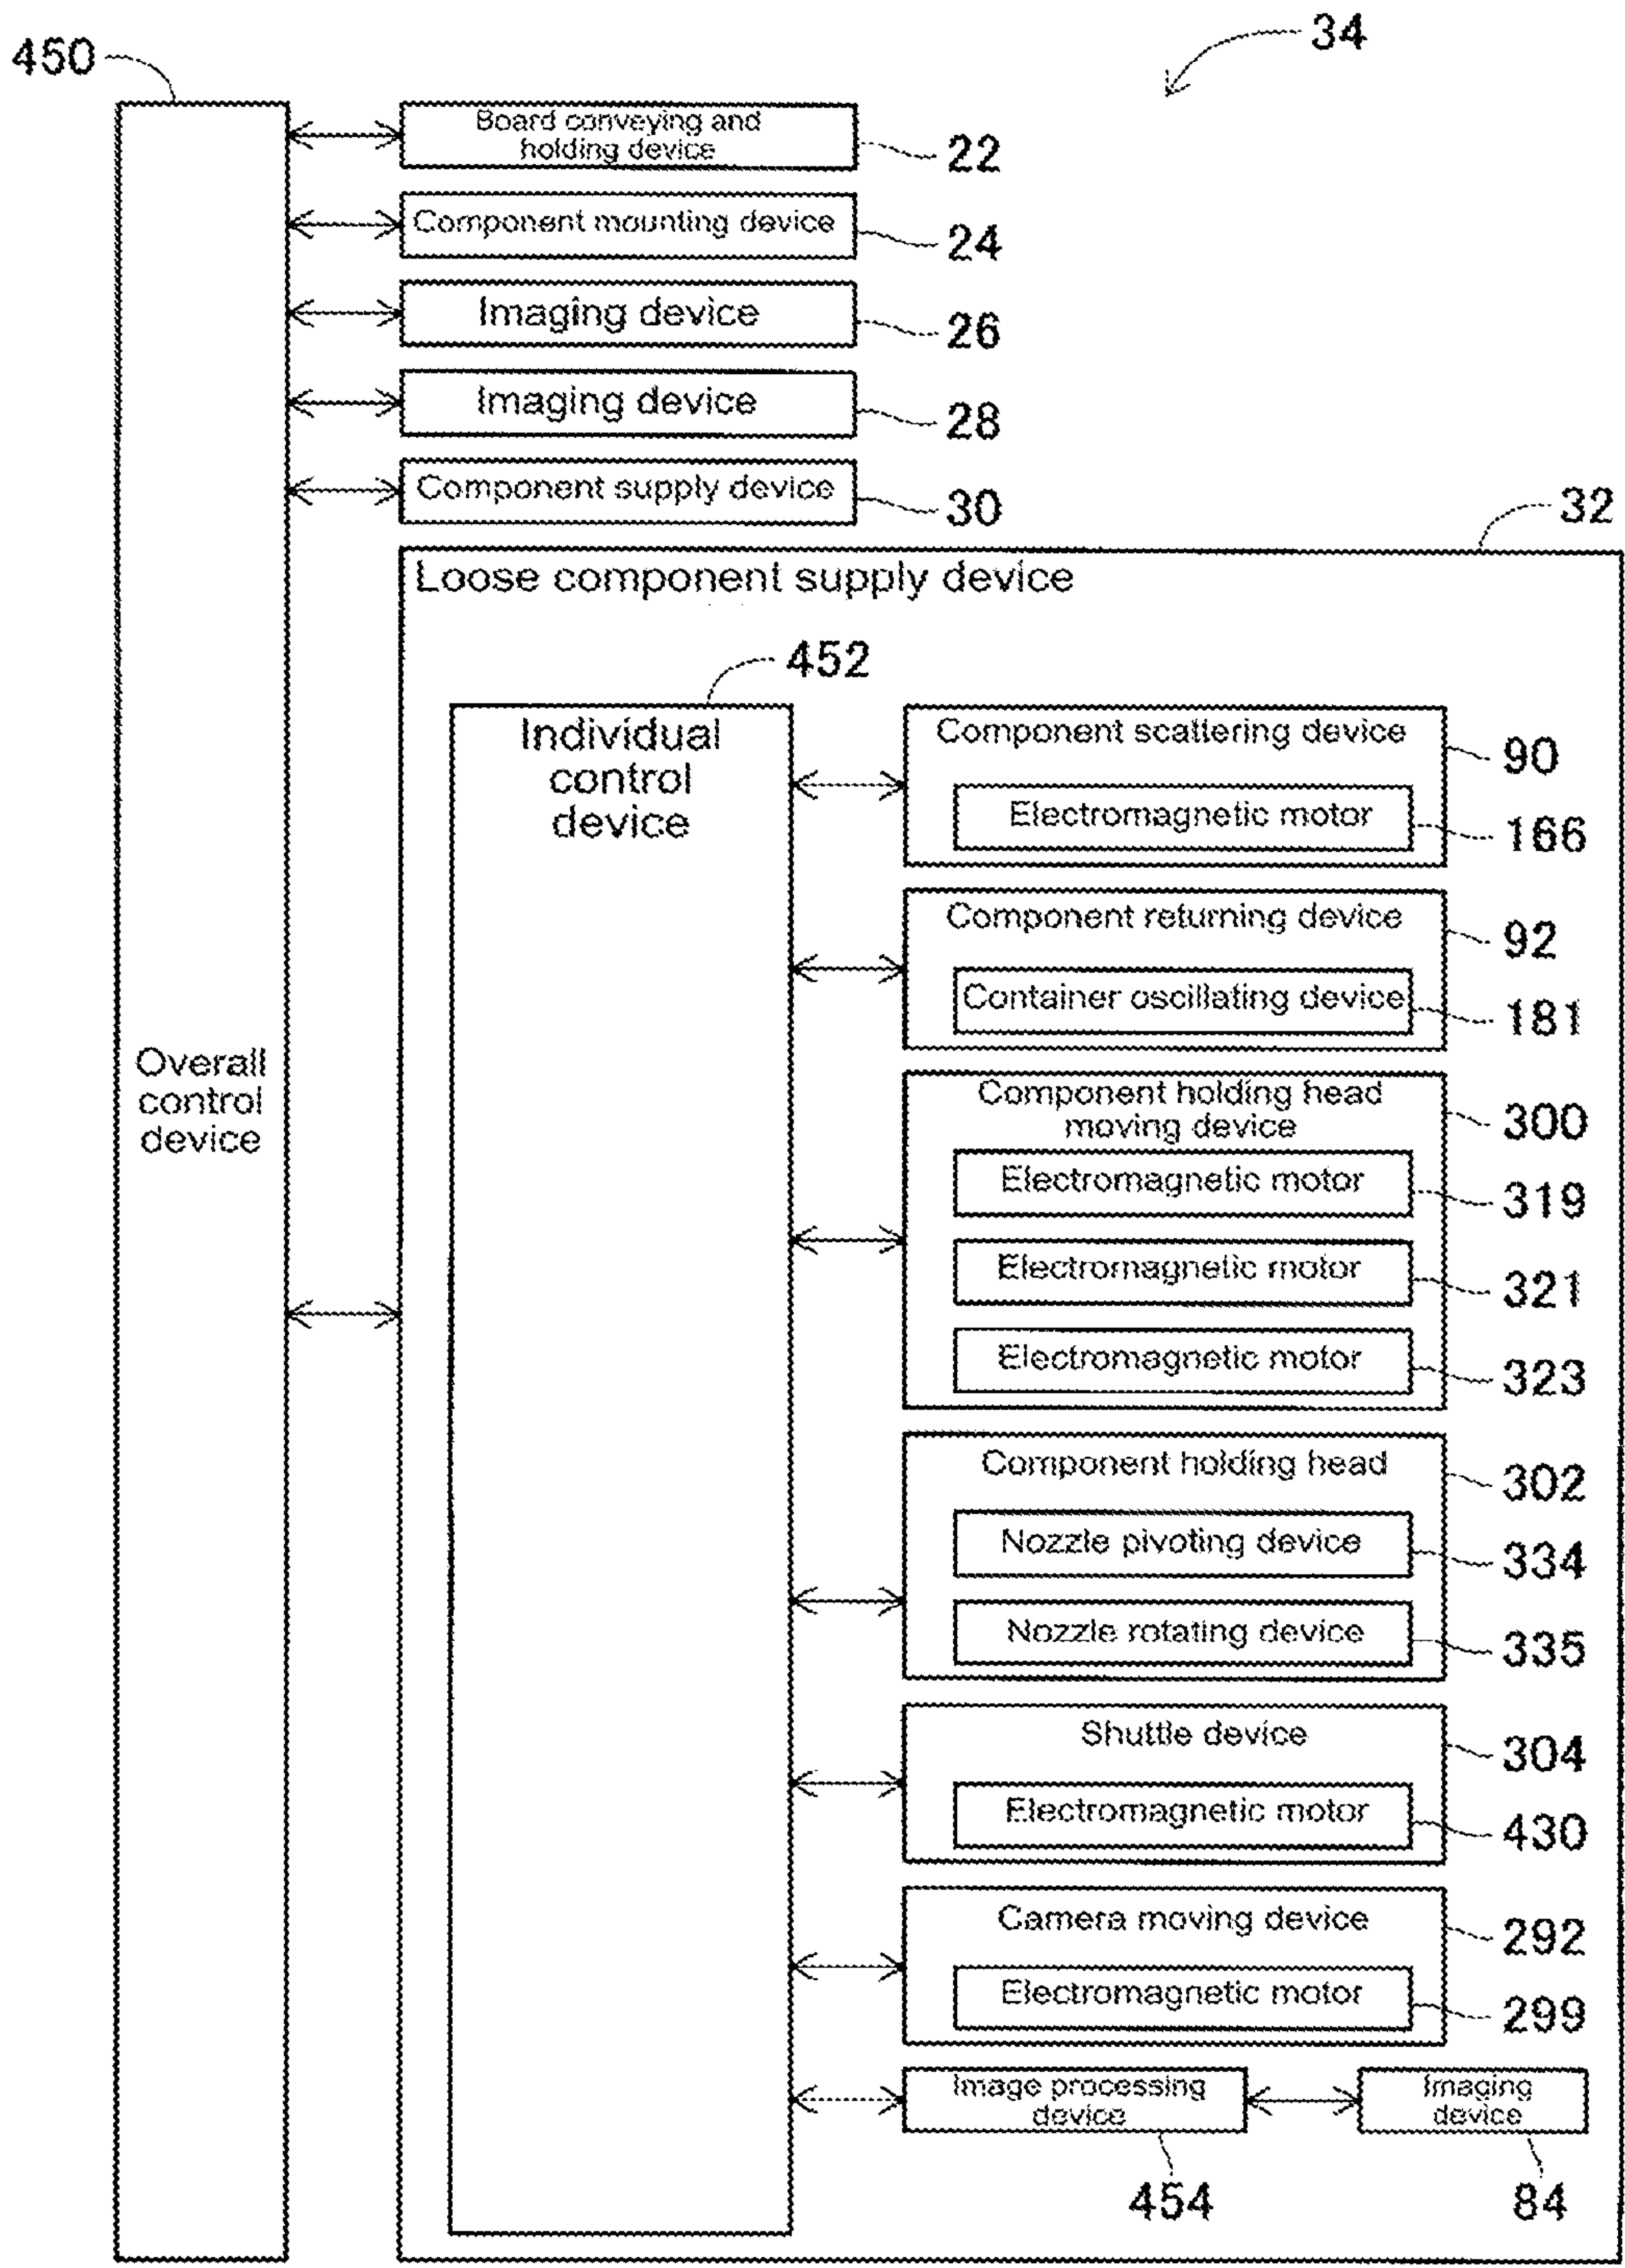 34
450
Board conveying and
holding device
22
Component mounting device
24
Imaging device
26
Imaging device
28
Component supply device
30
32
Loose component supply device
452
Individual
control
device
Component scattering device
90
Electromagnetic motor
166
Component returning device
92
Container oscillating device
181
Overall
control
device
Component holding head
moving device
300
Electromagnetic motor
319
Electromagnetic motor
321
Electromagnetic motor
323
Component holding head
302
Nozzle pivoting device
334
Nozzle rotating device
335
Shuttle device
304
Electromagnetic motor
430
Camera moving device
292
Electromagnetic motor
299
Image processing
device
Imaging
device
454
84